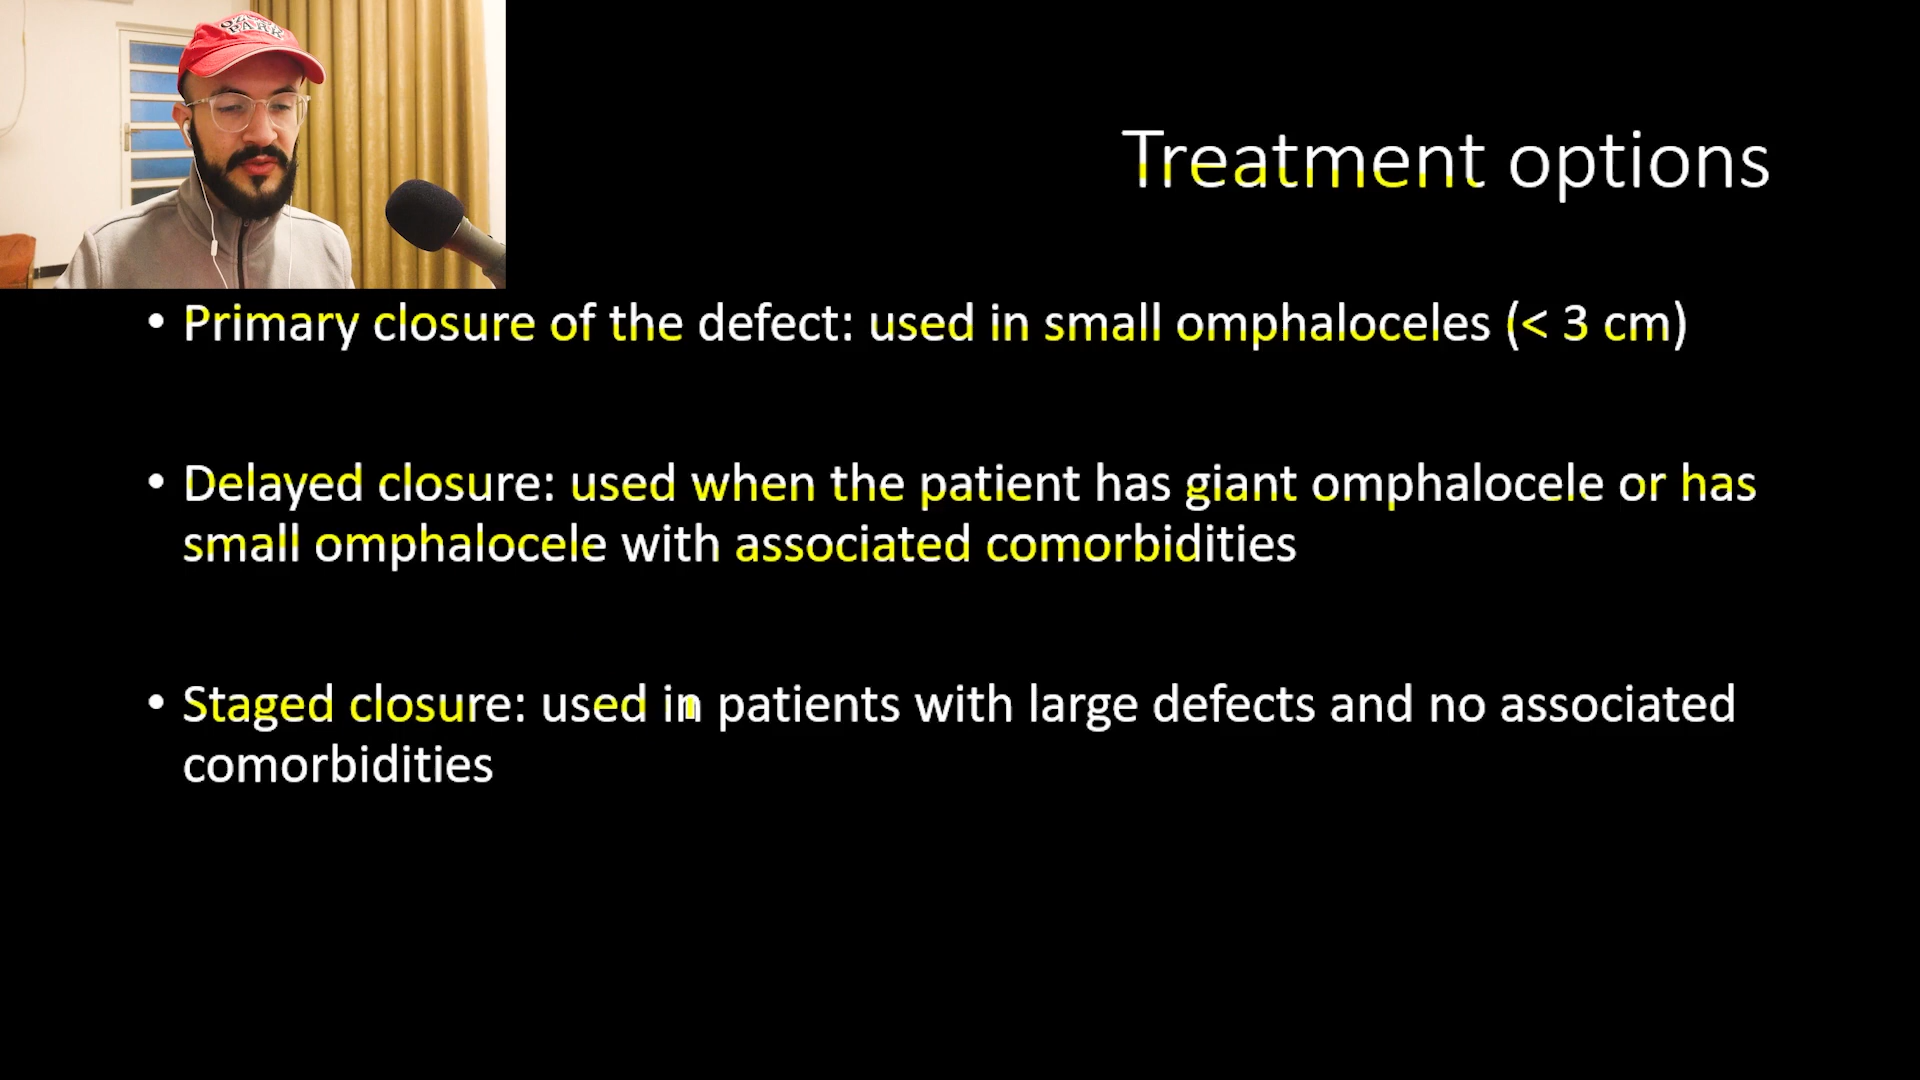 Treatment options
• Primary closure of the defect: used in small omphaloceles (< 3 cm)
• Delayed closure: used when the patient has giant omphalocele or has
small omphalocele with associated comorbidities
• Staged closure: used in patients with large defects and no associated
comorbidities